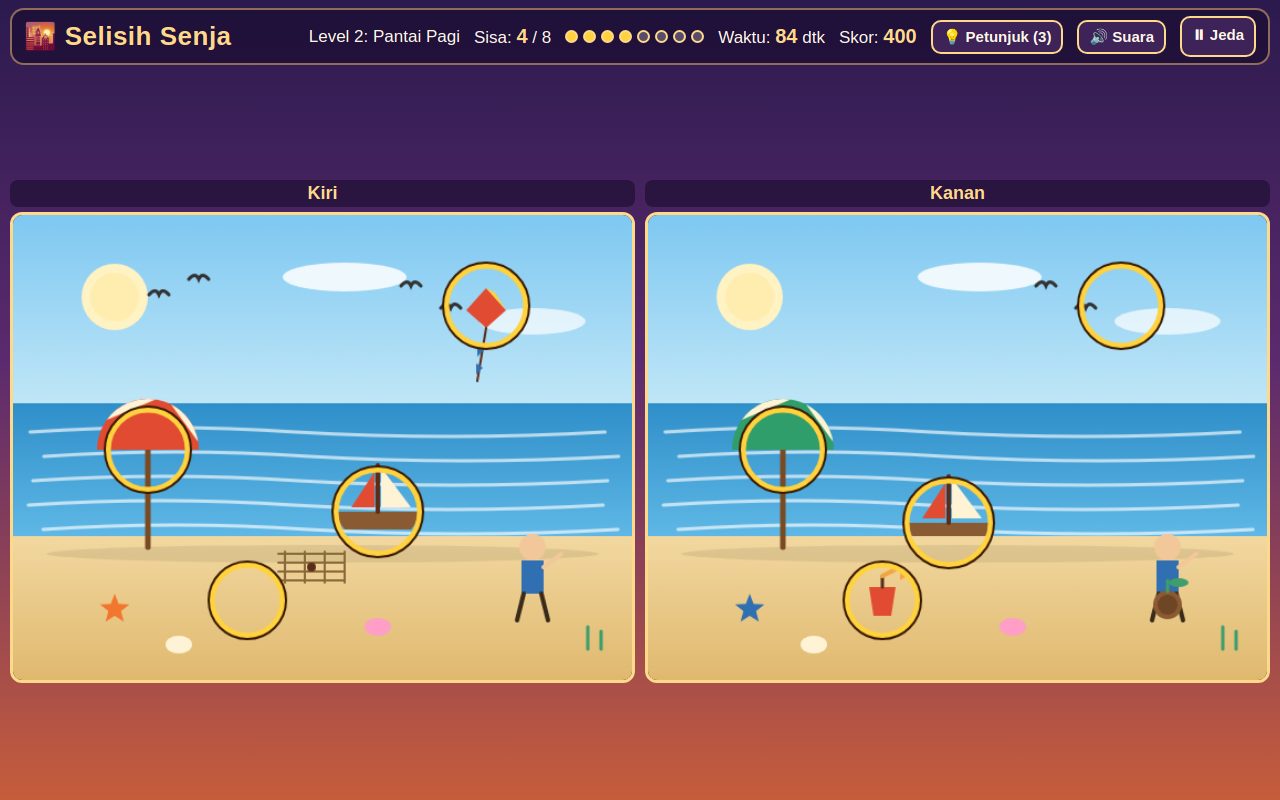 Selisih Senja
Level 2: Pantai Pagi
Sisa: 4 / 8
Waktu: 84 dtk
Skor: 400
Petunjuk (3)
Suara
Jeda
Kiri
Kanan